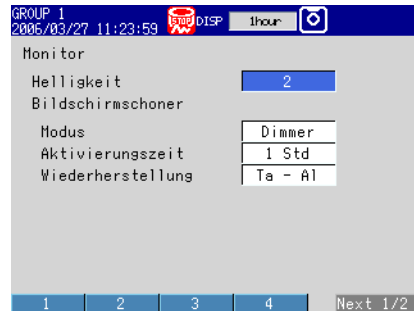 GROUP 1
2006/03/27 11:23:59 STOP DISP 1hour
Monitor
Helligkeit 2
Bildschirmschoner
Modus Dimmer
Aktivierungszeit 1 Std
Wiederherstellung Ta - Al
1 2 3 4 Next 1/2